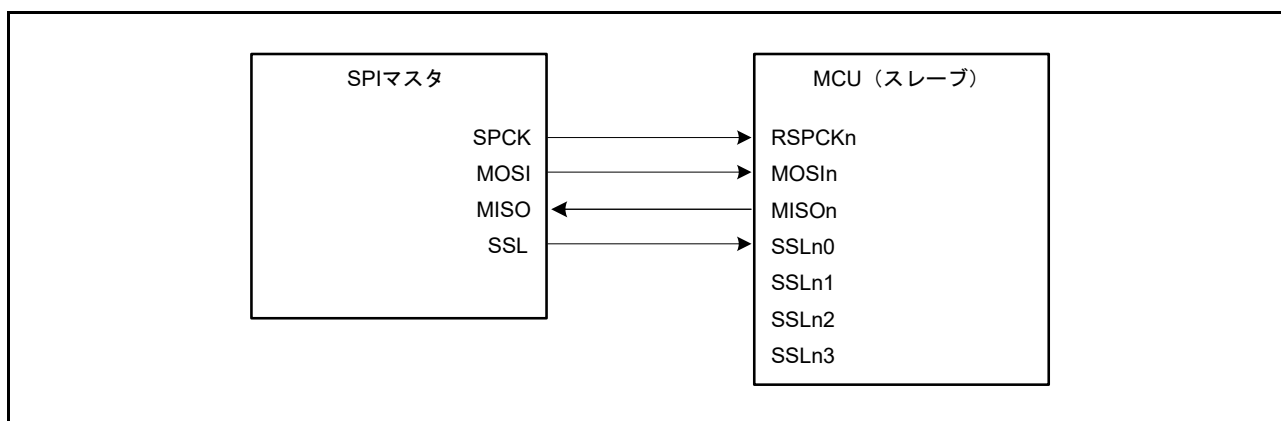 SPIマスタ
SPCK
MOSI
MISO
SSL
MCU（スレーブ）
RSPCKn
MOSIn
MISOn
SSLn0
SSLn1
SSLn2
SSLn3